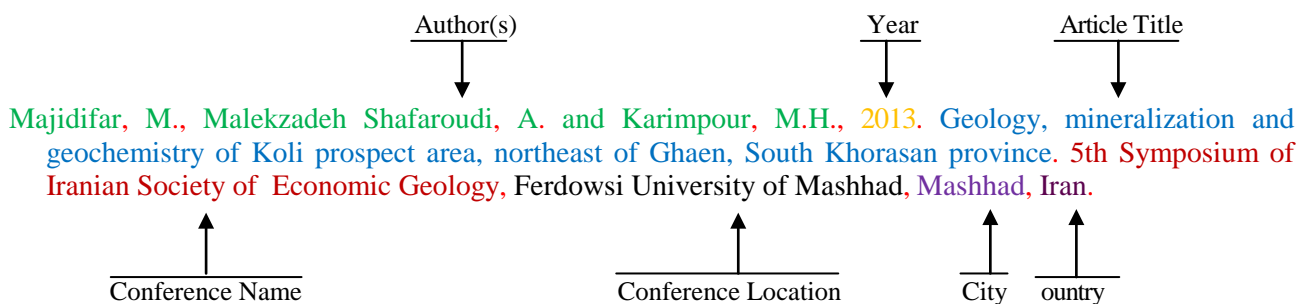 Author(s) Year Article Title
Majidifar, M., Malekzadeh Shafaroudi, A. and Karimpour, M.H., 2013. Geology, mineralization and
geochemistry of Koli prospect area, northeast of Ghaen, South Khorasan province. 5th Symposium of
Iranian Society of Economic Geology, Ferdowsi University of Mashhad, Mashhad, Iran.
Conference Name Conference Location City ountry